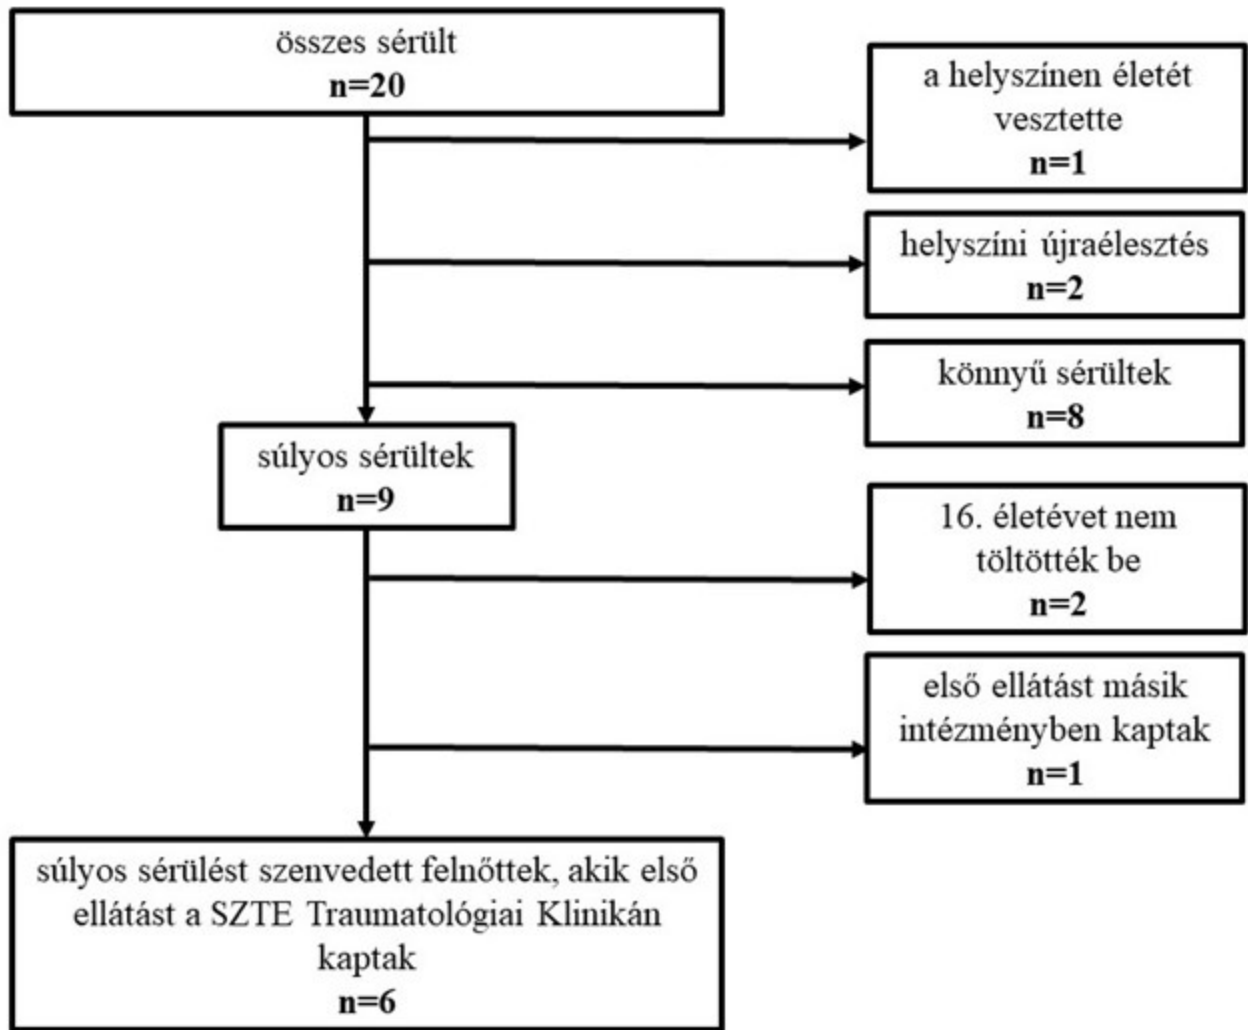 összes sérült
n=20
a helyszínen életét
vesztette
n=1
helyszíni újraélesztés
n=2
könnyű sérültek
n=8
súlyos sérültek
n=9
16. életévet nem
töltötték be
n=2
első ellátást másik
intézményben kaptak
n=1
súlyos sérülést szenvedett felnőttek, akik első
ellátást a SZTE Traumatológiai Klinikán
kaptak
n=6